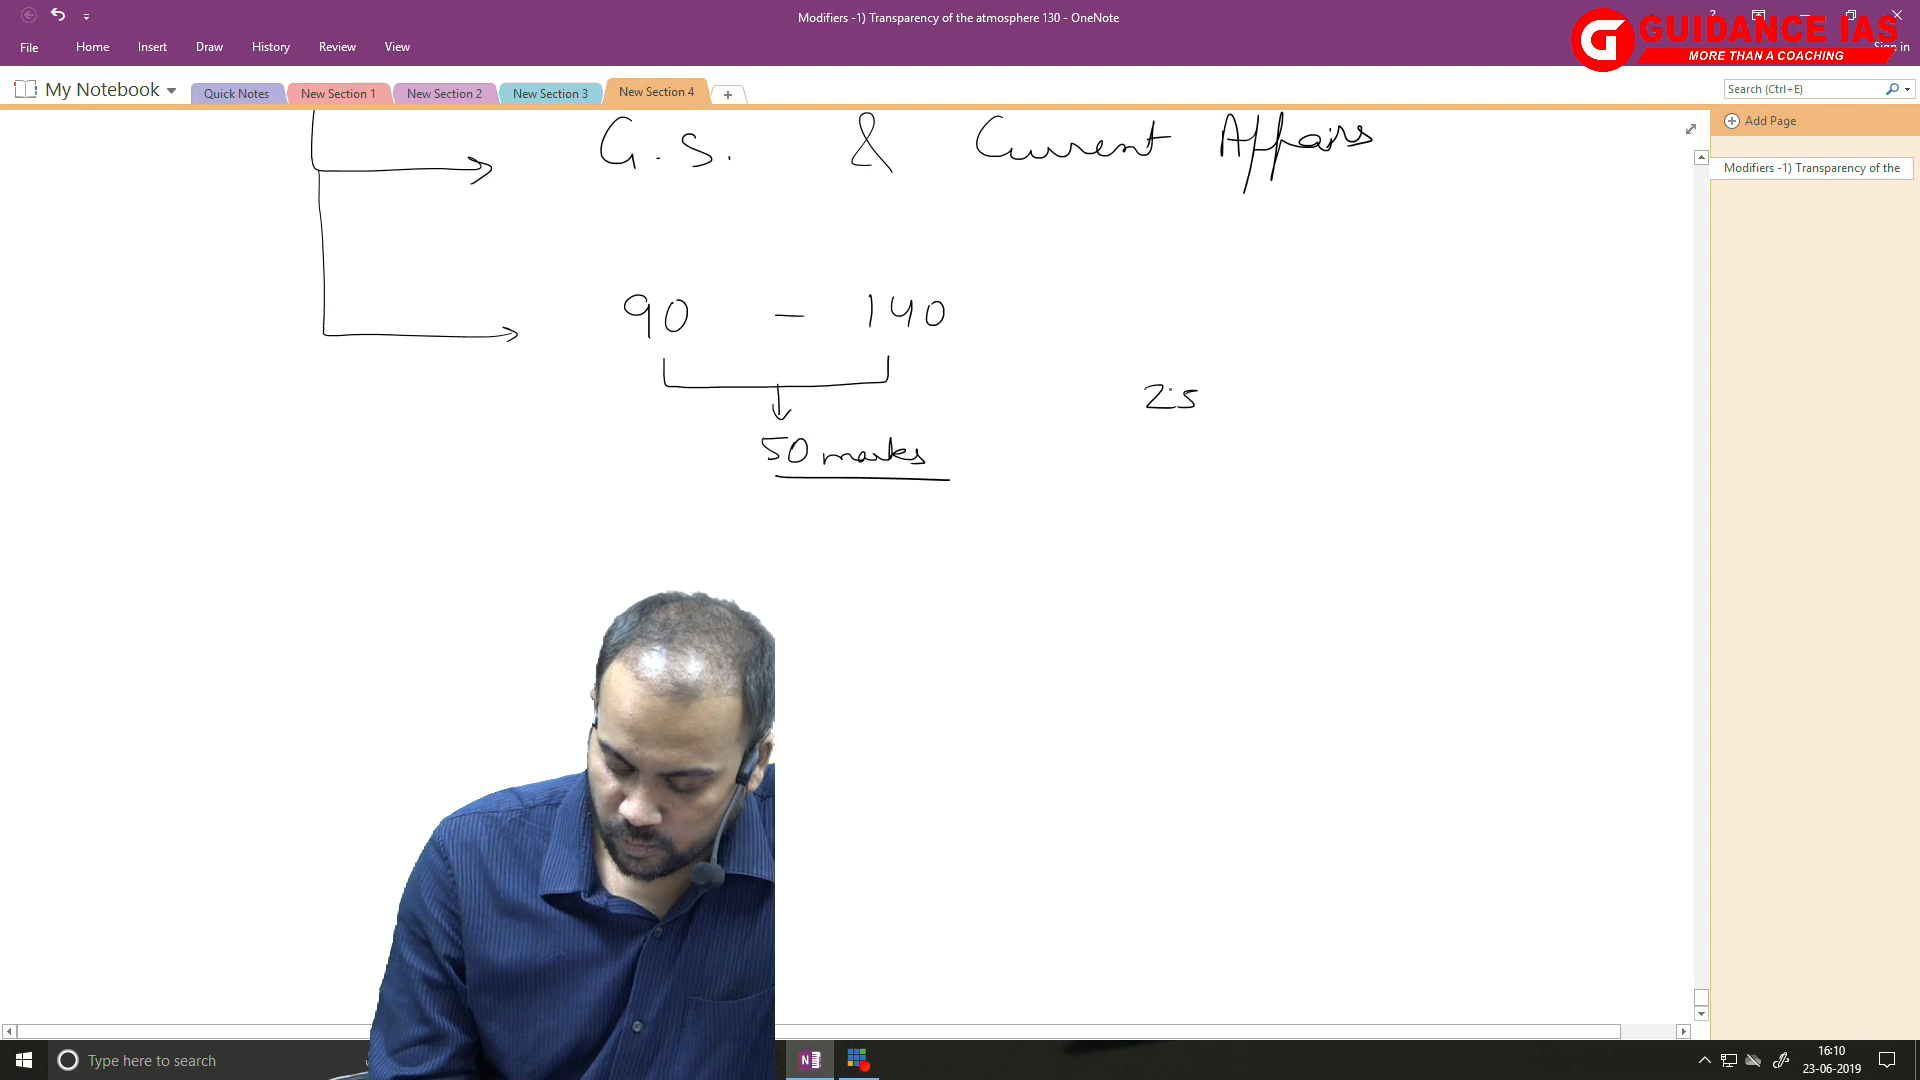 Modifiers -1) Transparency of the atmosphere 130 - OneNote
File Home Insert Draw History Review View
GUIDANCE IAS
MORE THAN A COACHING
Sign in
My Notebook
Quick Notes New Section 1 New Section 2 New Section 3 New Section 4
Search (Ctrl+E)
Add Page
Modifiers -1) Transparency of the
G.S. & Current Affairs
90 - 140
25
50 marks
Type here to search
16:10
23-06-2019